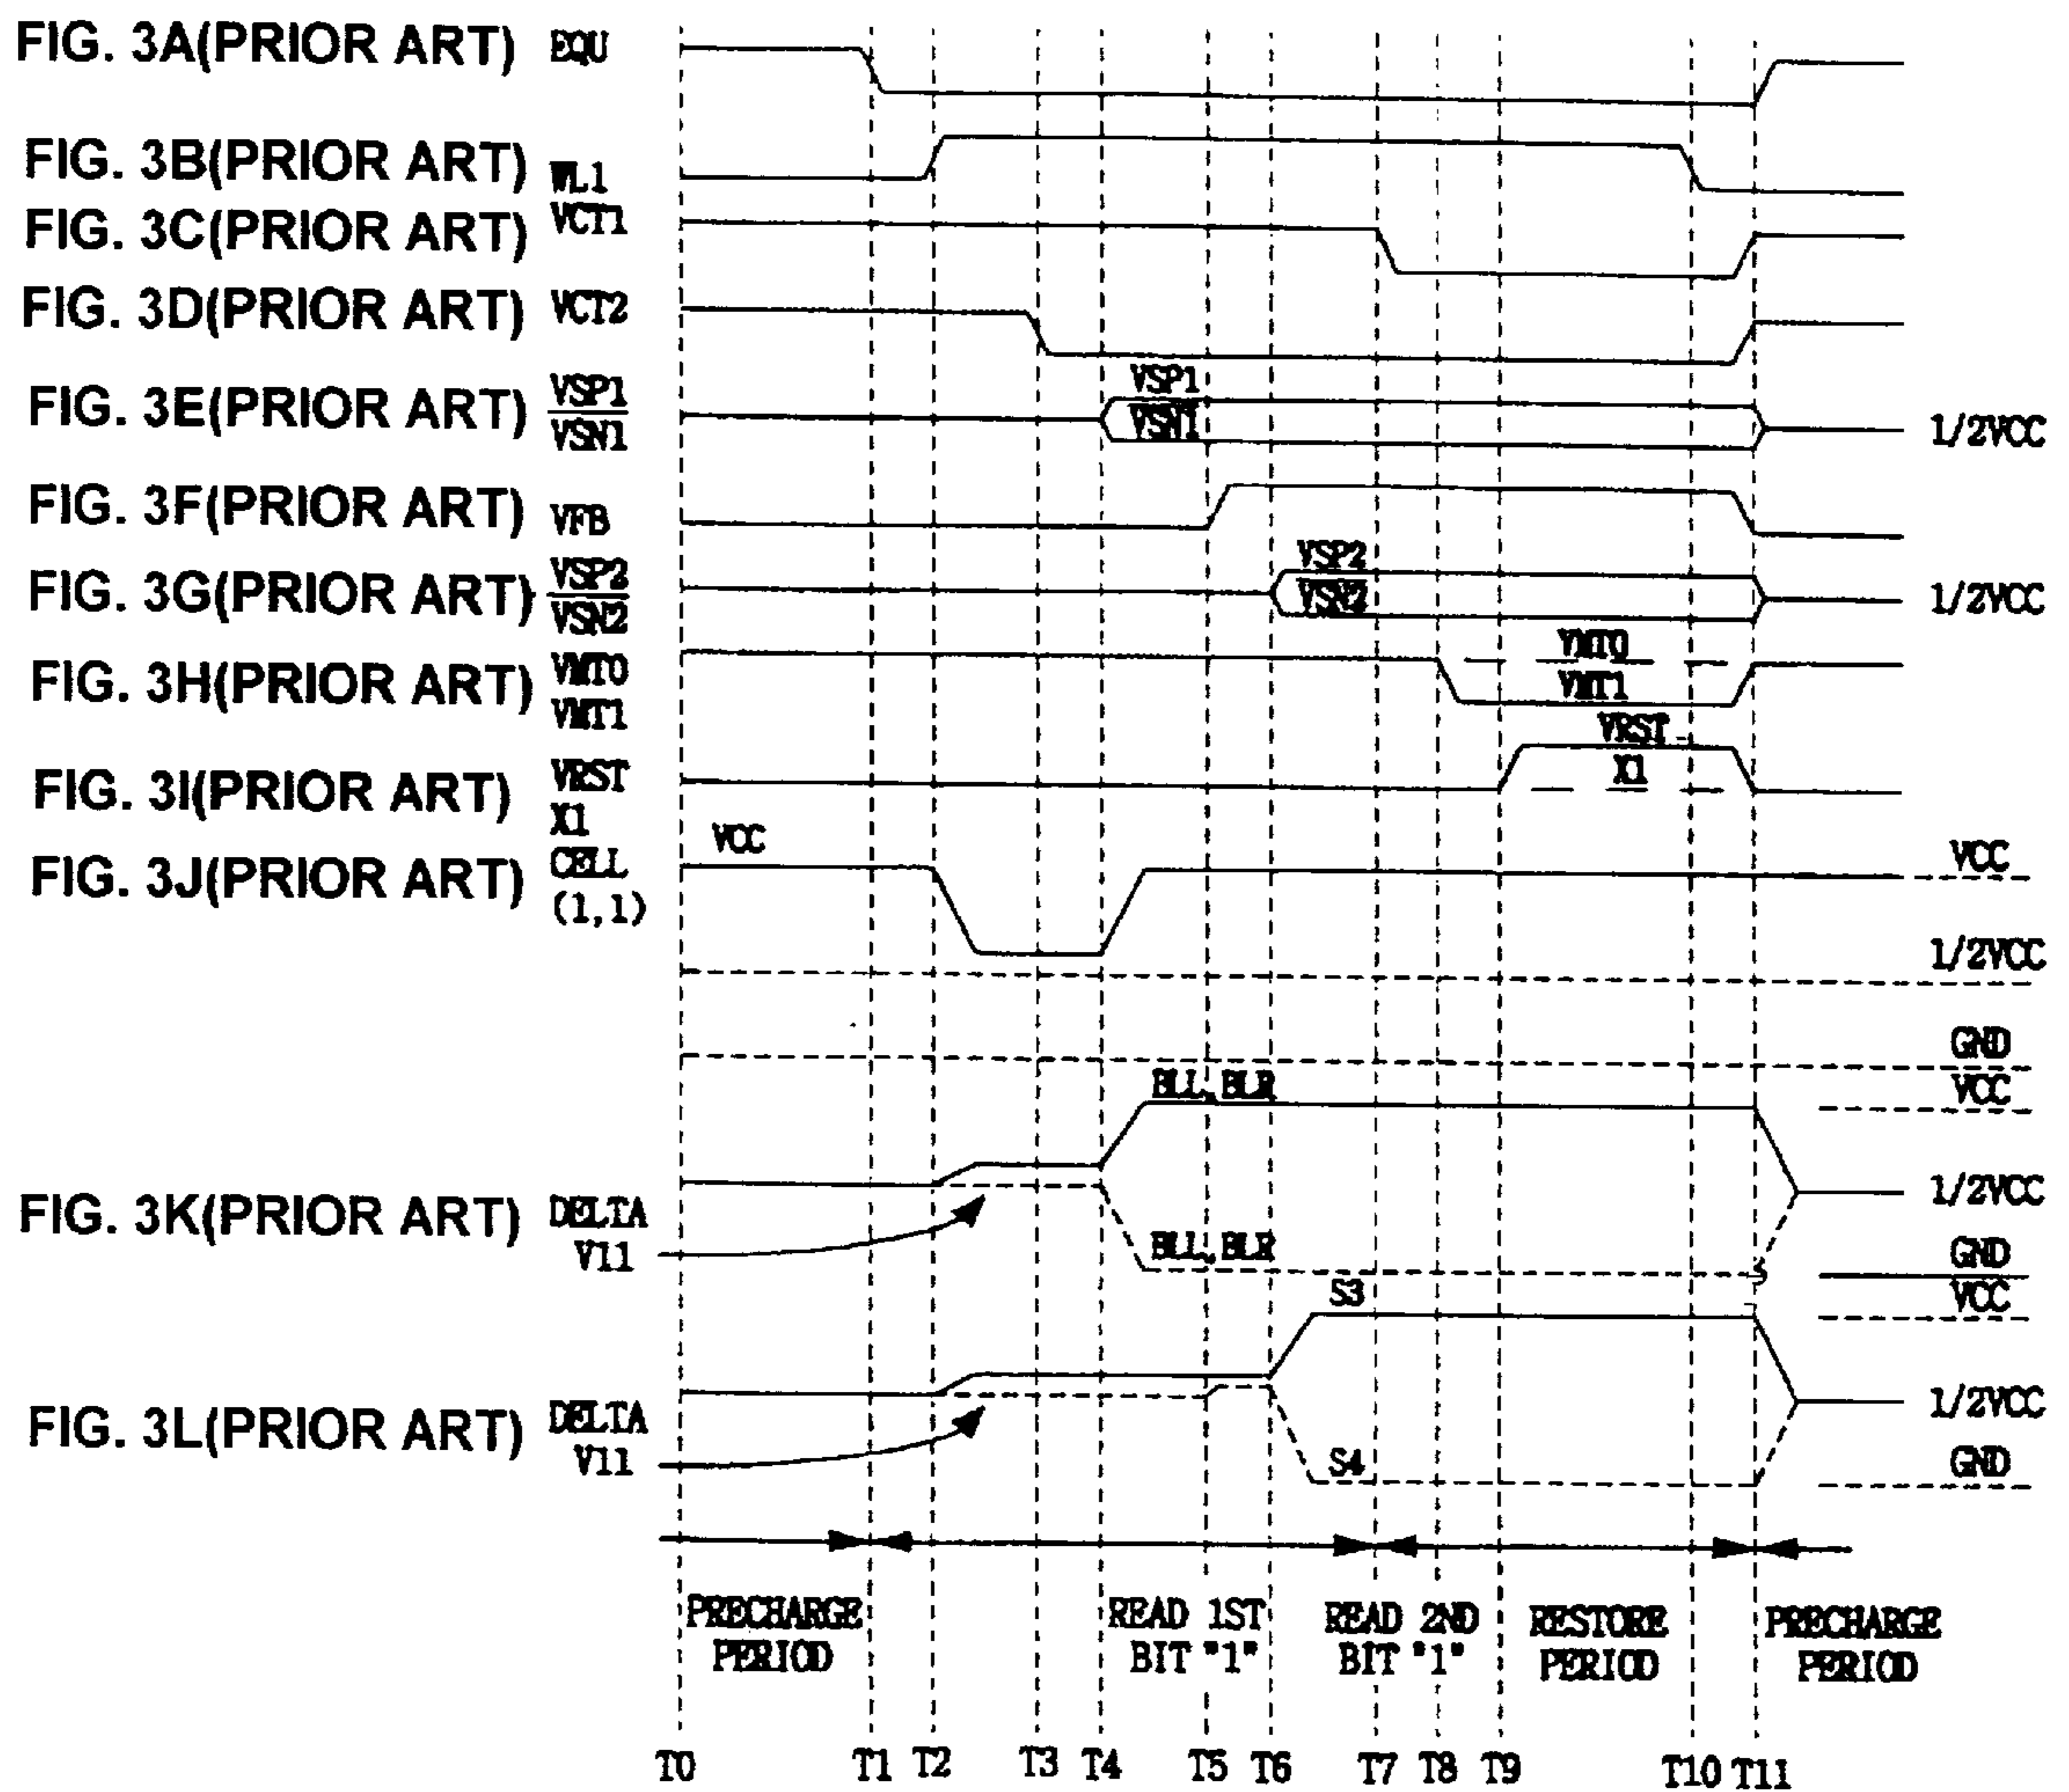 FIG. 3A(PRIOR ART) EQU
FIG. 3B(PRIOR ART) WL1
FIG. 3C(PRIOR ART) VCT1
FIG. 3D(PRIOR ART) VCT2
FIG. 3E(PRIOR ART) VSP1
VSN1
VSP1
VSN1
1/2VCC
FIG. 3F(PRIOR ART) VFB
FIG. 3G(PRIOR ART) VSP2
VSN2
VSP2
VSN2
1/2VCC
FIG. 3H(PRIOR ART) VMT0
VMT1
VMT0
VMT1
FIG. 3I(PRIOR ART) VRST
X1
VRST
X1
FIG. 3J(PRIOR ART) CELL
(1,1)
VCC
VCC
1/2VCC
GND
FIG. 3K(PRIOR ART) DELTA
V11
BLL, BLR
BLL, BLR
VCC
1/2VCC
GND
FIG. 3L(PRIOR ART) DELTA
V11
S3
S4
VCC
1/2VCC
GND
PRECHARGE PERIOD
READ 1ST BIT "1"
READ 2ND BIT "1"
RESTORE PERIOD
PRECHARGE PERIOD
T0 T1 T2 T3 T4 T5 T6 T7 T8 T9 T10 T11